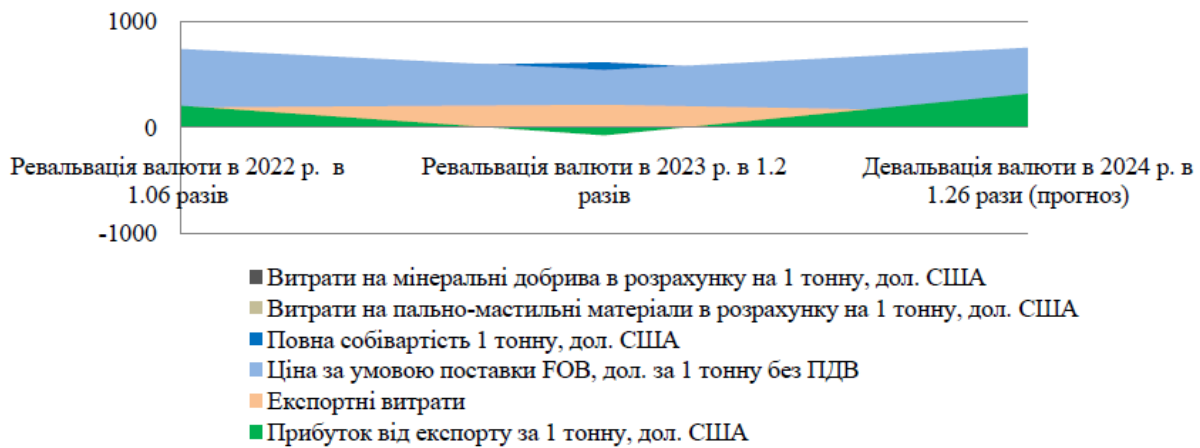 1000
0
Ревальвація валюти в 2022 р. в
1.06 разів
Ревальвація валюти в 2023 р. в 1.2
разів
Девальвація валюти в 2024 р. в
1.26 рази (прогноз)
-1000
Витрати на мінеральні добрива в розрахунку на 1 тонну, дол. США
Витрати на пально-мастильні матеріали в розрахунку на 1 тонну, дол. США
Повна собівартість 1 тонну, дол. США
Ціна за умовою поставки FOB, дол. за 1 тонну без ПДВ
Експортні витрати
Прибуток від експорту за 1 тонну, дол. США